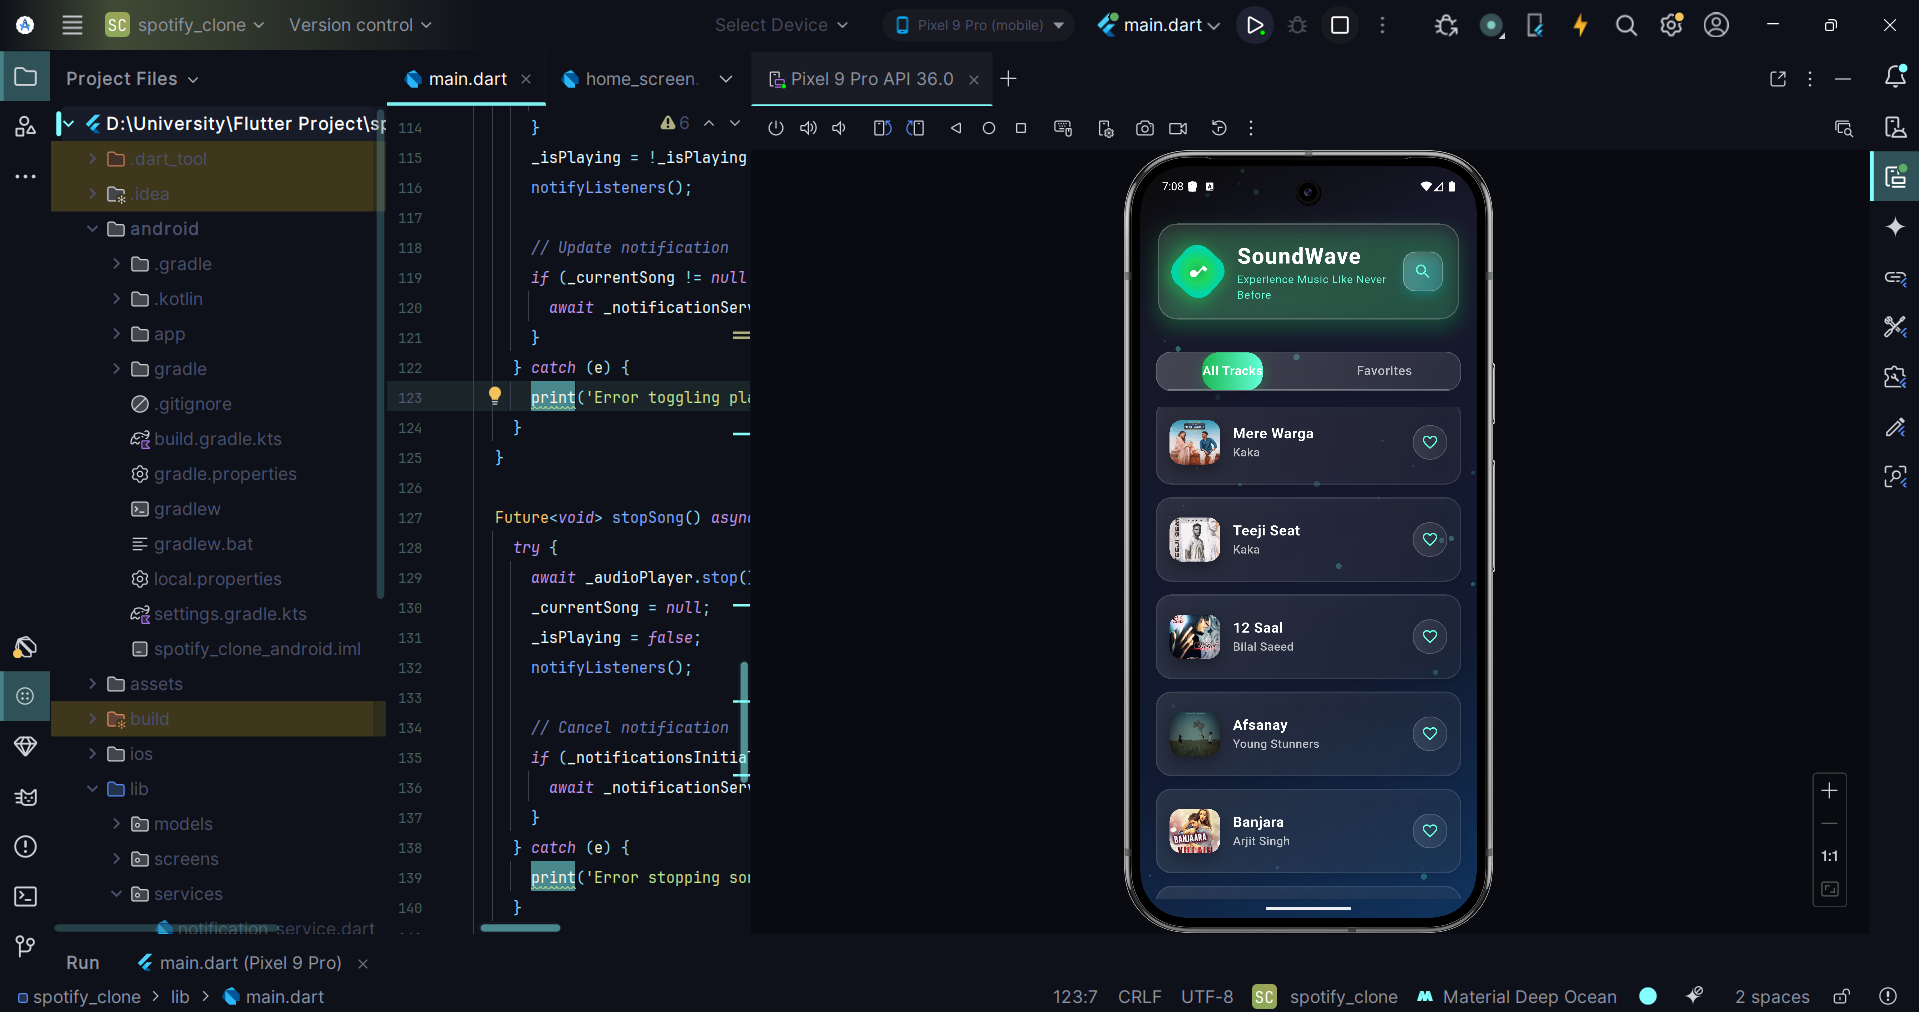 SC spotify_clone Version control Select Device Pixel 9 Pro (mobile) main.dart
Project Files
D:\University\Flutter Project\sp
.dart_tool
.idea
android
.gradle
.kotlin
app
gradle
.gitignore
build.gradle.kts
gradle.properties
gradlew
gradlew.bat
local.properties
settings.gradle.kts
spotify_clone_android.iml
assets
build
ios
lib
models
screens
services
notification_service.dart
main.dart home_screen.
6
114 }
115 _isPlaying = !_isPlaying
116 notifyListeners();
117
118 // Update notification
119 if (_currentSong != null
120 await _notificationSer
121 }
122 } catch (e) {
123 print('Error toggling pla
124 }
125 }
126
127 Future<void> stopSong() async
128 try {
129 await _audioPlayer.stop()
130 _currentSong = null;
131 _isPlaying = false;
132 notifyListeners();
133
134 // Cancel notification
135 if (_notificationsInitia
136 await _notificationSer
137 }
138 } catch (e) {
139 print('Error stopping son
140 }
Pixel 9 Pro API 36.0
7:08
SoundWave
Experience Music Like Never
Before
All Tracks Favorites
Mere Warga
Kaka
Teeji Seat
Kaka
12 Saal
Bilal Saeed
Afsanay
Young Stunners
Banjara
Arjit Singh
1:1
Run main.dart (Pixel 9 Pro)
spotify_clone > lib > main.dart 123:7 CRLF UTF-8 SC spotify_clone Material Deep Ocean 2 spaces